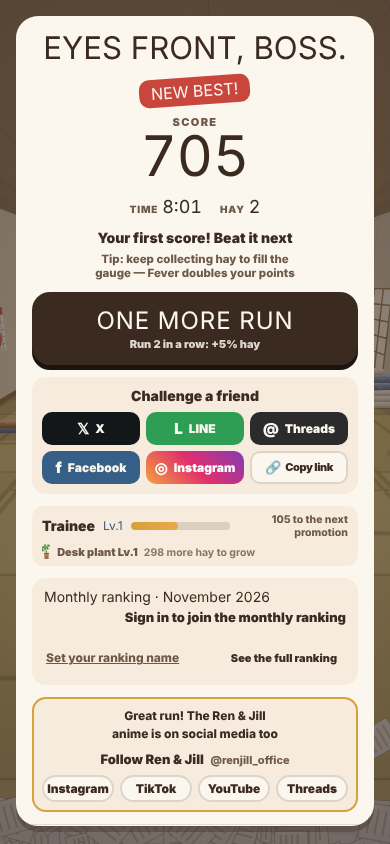 EYES FRONT, BOSS.
NEW BEST!
SCORE
705
TIME 8:01 HAY 2
Your first score! Beat it next
Tip: keep collecting hay to fill the
gauge — Fever doubles your points
ONE MORE RUN
Run 2 in a row: +5% hay
Challenge a friend
𝕏 X
L LINE
@ Threads
f Facebook
◎ Instagram
🔗 Copy link
Trainee Lv.1
105 to the next
promotion
Desk plant Lv.1 298 more hay to grow
Monthly ranking · November 2026
Sign in to join the monthly ranking
Set your ranking name
See the full ranking
Great run! The Ren & Jill
anime is on social media too
Follow Ren & Jill @renjill_office
Instagram
TikTok
YouTube
Threads